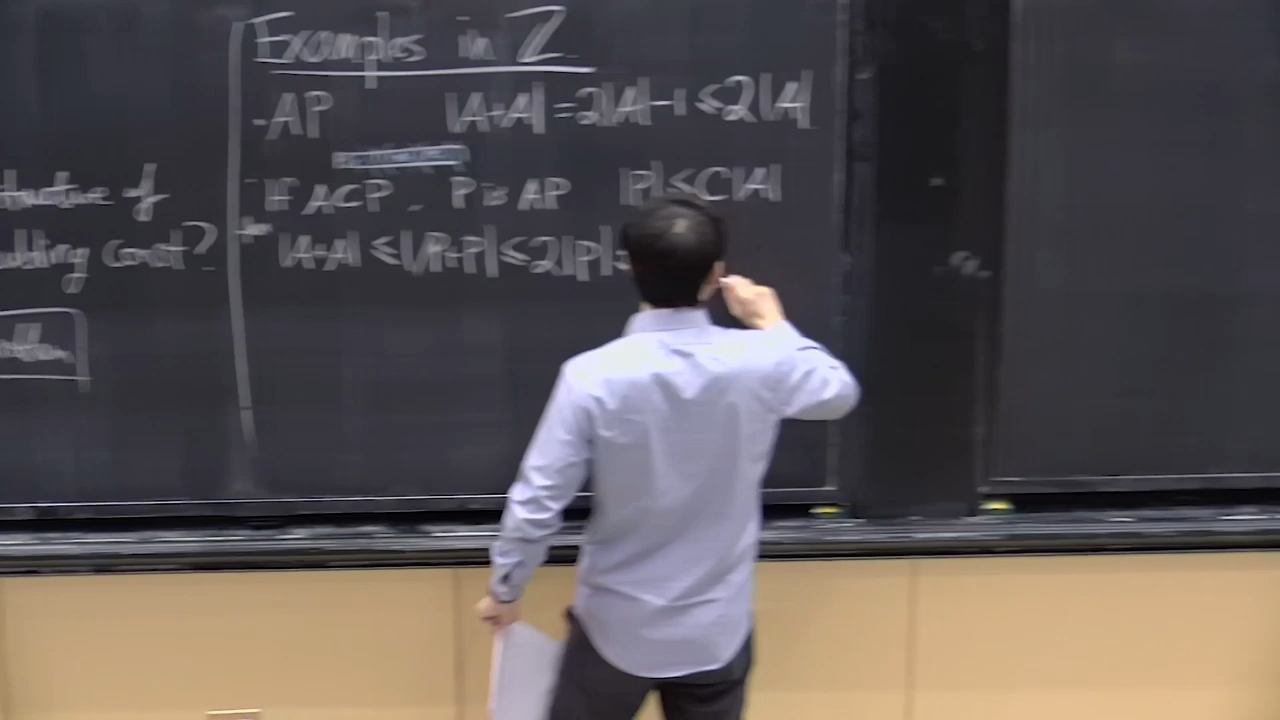 structure of
doubling const?
Examples in Z
- AP |A+A| = 2|A|-1 ≤ 2|A|
- If A⊂P, P is AP |P| ≤ C|A|
|A+A| ≤ |P+P| ≤ 2|P| ≤